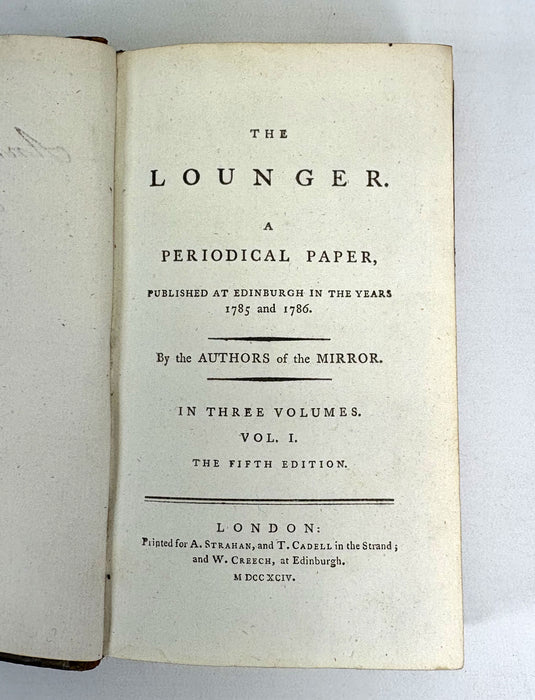 THE
LOUNGER.
A
PERIODICAL PAPER,
PUBLISHED AT EDINBURGH IN THE YEARS
1785 and 1786.
By the AUTHORS of the MIRROR.
IN THREE VOLUMES.
VOL. I.
THE FIFTH EDITION.
LONDON:
Printed for A. STRAHAN, and T. CADELL in the Strand;
and W. CREECH, at Edinburgh.
M DCC XCIV.